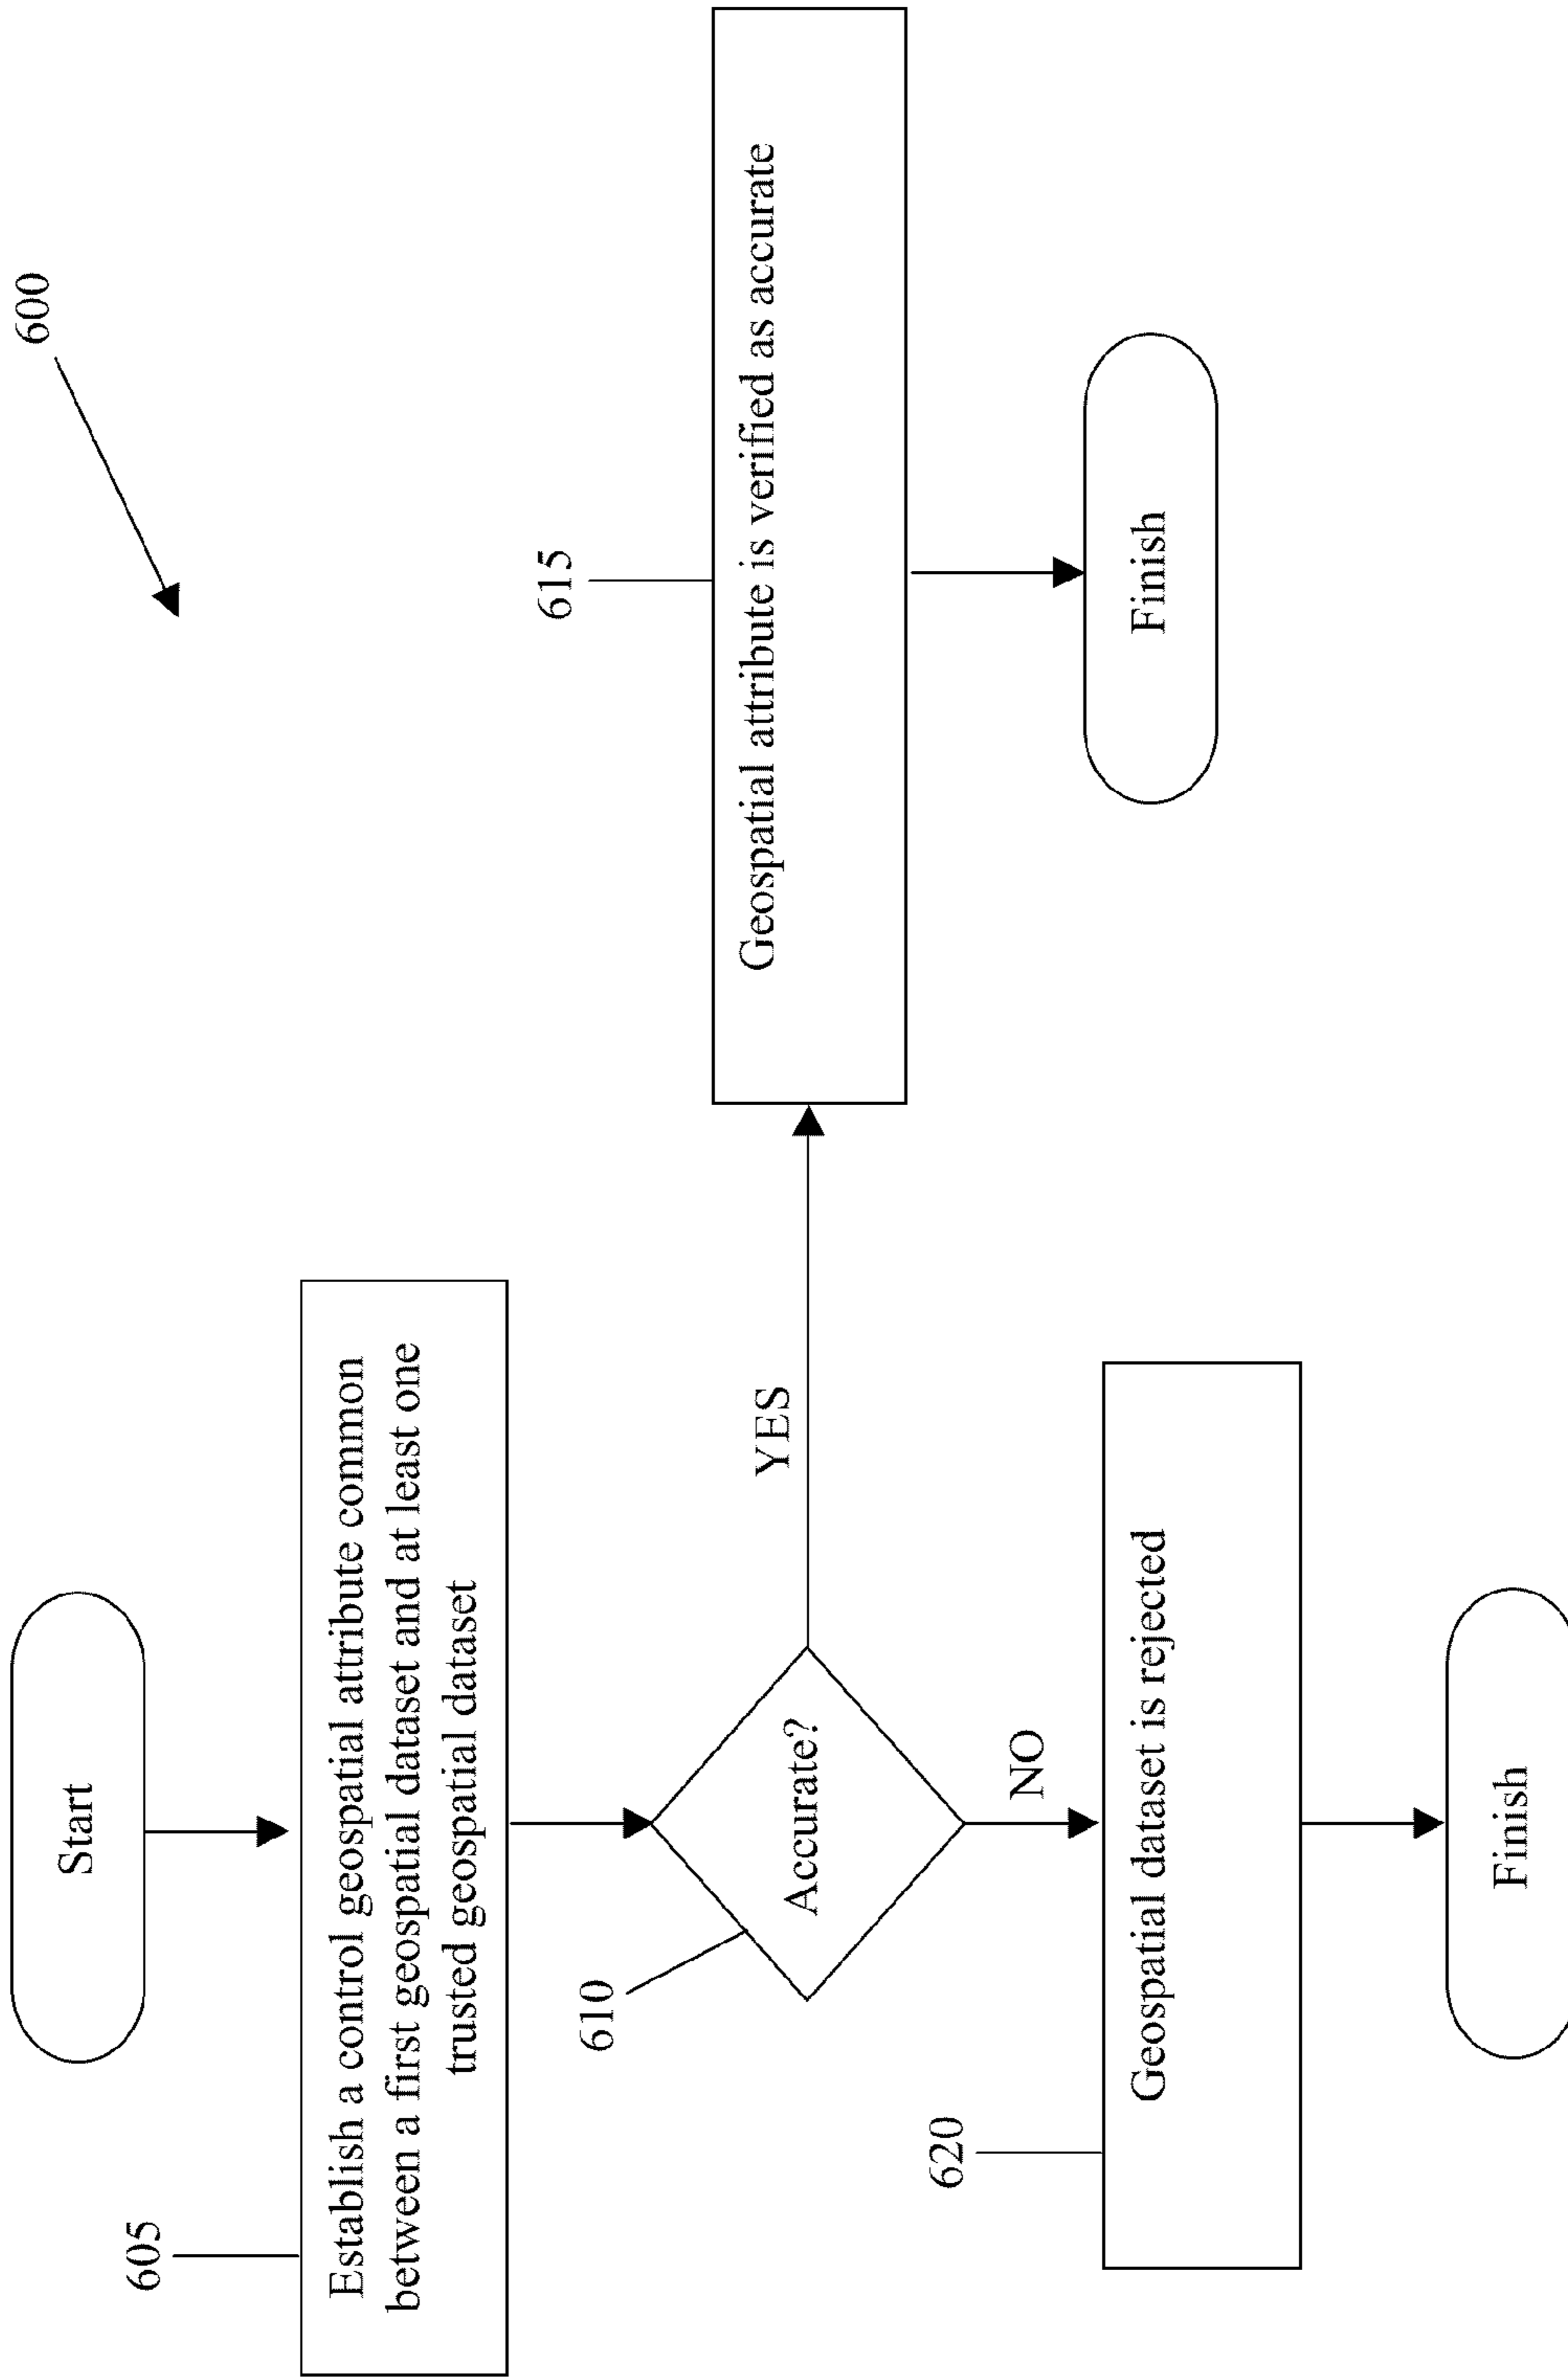 600
Start
605
Establish a control geospatial attribute common
between a first geospatial dataset and at least one
trusted geospatial dataset
610
Accurate?
YES
615
Geospatial attribute is verified as accurate
Finish
NO
620
Geospatial dataset is rejected
Finish